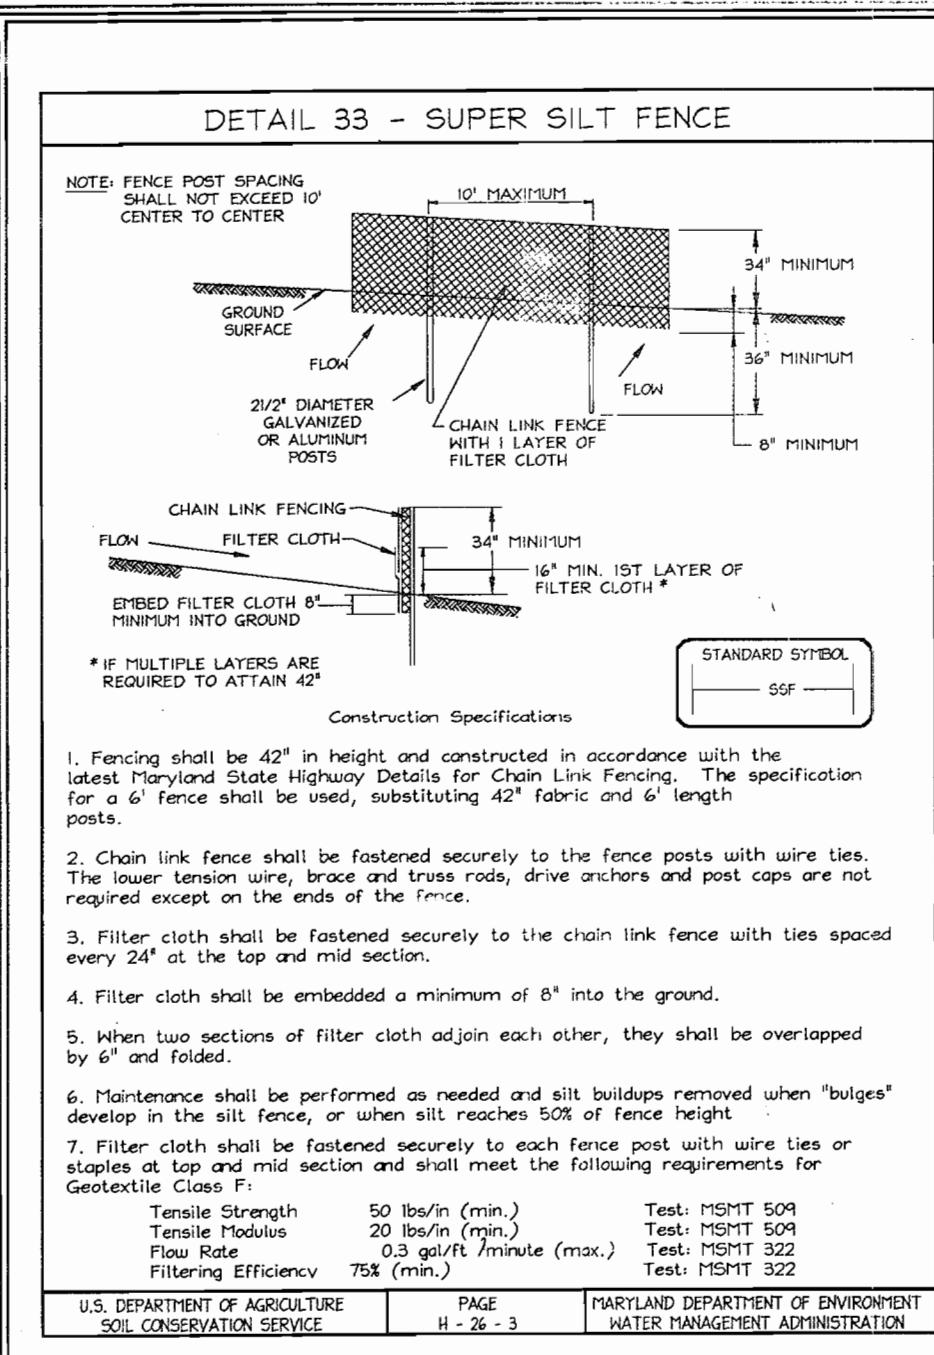 DETAIL 33 - SUPER SILT FENCE
NOTE: FENCE POST SPACING
SHALL NOT EXCEED 10'
CENTER TO CENTER
10' MAXIMUM
34" MINIMUM
GROUND
SURFACE
FLOW
36" MINIMUM
FLOW
21/2" DIAMETER
GALVANIZED
OR ALUMINUM
POSTS
CHAIN LINK FENCE
WITH 1 LAYER OF
FILTER CLOTH
8" MINIMUM
CHAIN LINK FENCING
FLOW
FILTER CLOTH
34" MINIMUM
16" MIN. 1ST LAYER OF
FILTER CLOTH *
EMBED FILTER CLOTH 8"
MINIMUM INTO GROUND
* IF MULTIPLE LAYERS ARE
REQUIRED TO ATTAIN 42"
STANDARD SYMBOL
SSF
Construction Specifications
1. Fencing shall be 42" in height and constructed in accordance with the
latest Maryland State Highway Details for Chain Link Fencing. The specification
for a 6' fence shall be used, substituting 42" fabric and 6' length
posts.
2. Chain link fence shall be fastened securely to the fence posts with wire ties.
The lower tension wire, brace and truss rods, drive anchors and post caps are not
required except on the ends of the fence.
3. Filter cloth shall be fastened securely to the chain link fence with ties spaced
every 24" at the top and mid section.
4. Filter cloth shall be embedded a minimum of 8" into the ground.
5. When two sections of filter cloth adjoin each other, they shall be overlapped
by 6" and folded.
6. Maintenance shall be performed as needed and silt buildups removed when "bulges"
develop in the silt fence, or when silt reaches 50% of fence height
7. Filter cloth shall be fastened securely to each fence post with wire ties or
staples at top and mid section and shall meet the following requirements for
Geotextile Class F:
Tensile Strength 50 lbs/in (min.) Test: MSMT 509
Tensile Modulus 20 lbs/in (min.) Test: MSMT 509
Flow Rate 0.3 gal/ft /minute (max.) Test: MSMT 322
Filtering Efficiency 75% (min.) Test: MSMT 322
U.S. DEPARTMENT OF AGRICULTURE
SOIL CONSERVATION SERVICE
PAGE
H - 26 - 3
MARYLAND DEPARTMENT OF ENVIRONMENT
WATER MANAGEMENT ADMINISTRATION